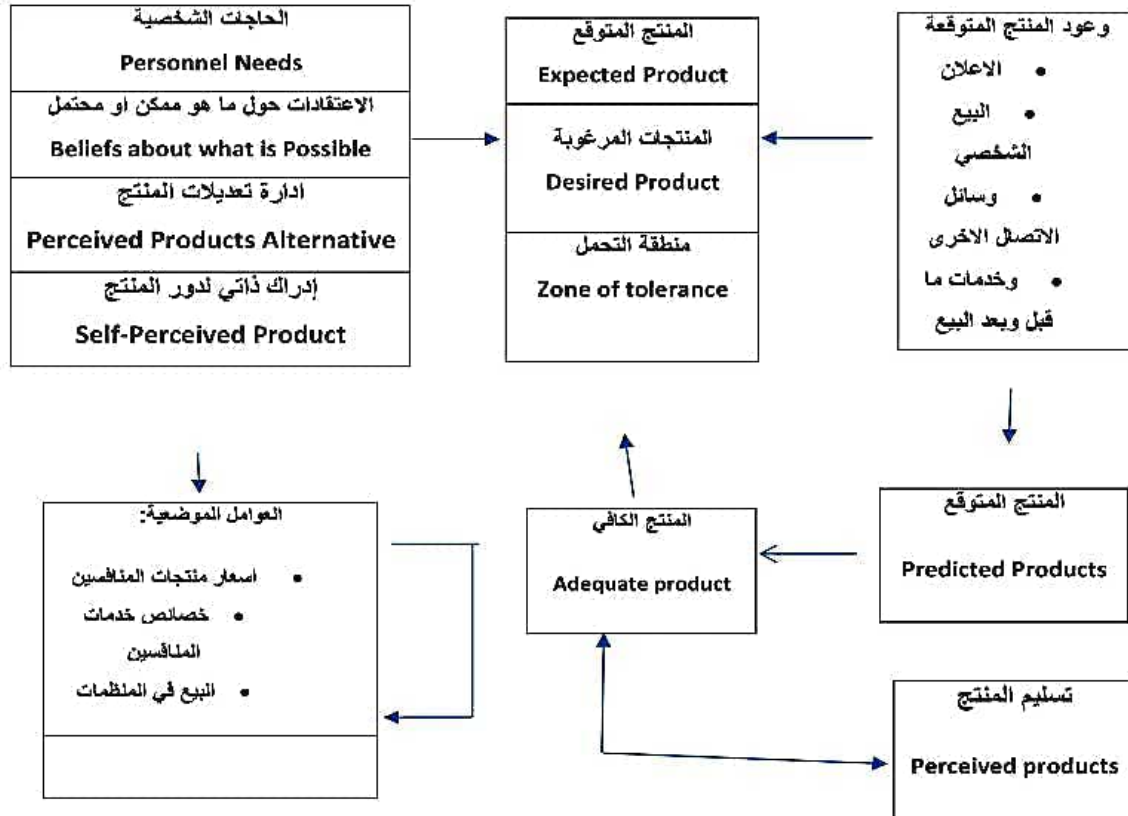 الحاجات الشخصية
Personnel Needs
الاعتقادات حول ما هو ممكن او محتمل
Beliefs about what is Possible
ادارة تعديلات المنتج
Perceived Products Alternative
إدراك ذاتي لدور المنتج
Self-Perceived Product
المنتج المتوقع
Expected Product
المنتجات المرغوبة
Desired Product
منطقة التحمل
Zone of tolerance
وعود المنتج المتوقعة
• الاعلان
• البيع
الشخصي
• وسائل
الاتصال الاخرى
• وخدمات ما
قبل وبعد البيع
العوامل الموضعية:
• اسعار منتجات المنافسين
• خصائص خدمات
المنافسين
• البيع في المنظمات
المنتج الكافي
Adequate product
المنتج المتوقع
Predicted Products
تسليم المنتج
Perceived products